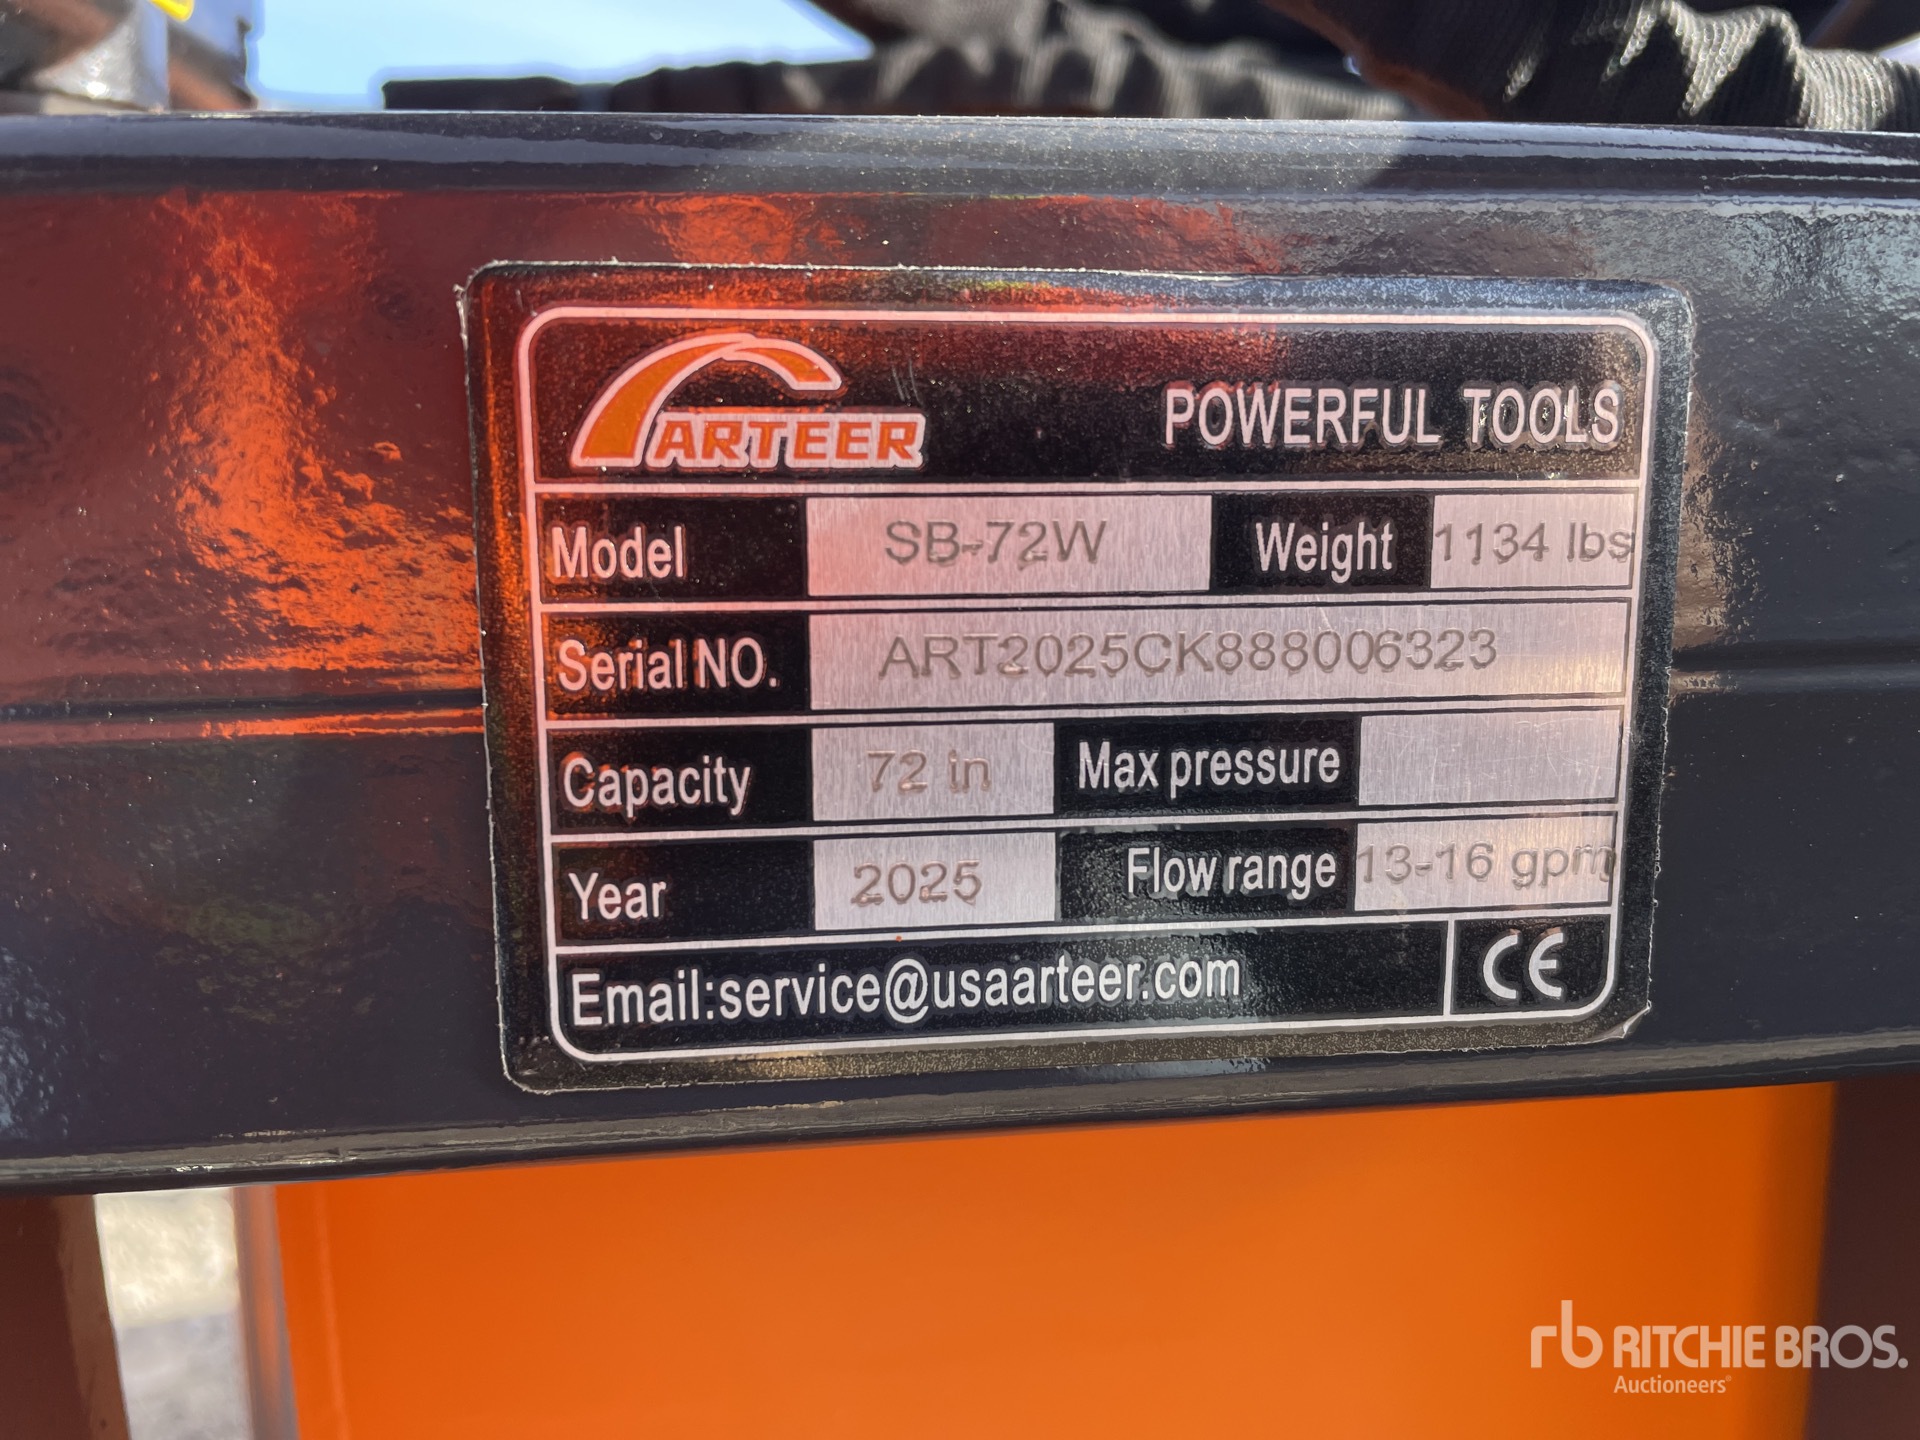 ARTEER POWERFUL TOOLS
Model SB-72W Weight 1134 lbs
Serial NO. ART2025CK888006323
Capacity 72 in Max pressure
Year 2025 Flow range 13-16 gpm
Email:service@usaarteer.com CE
rb RITCHIE BROS.
Auctioneers